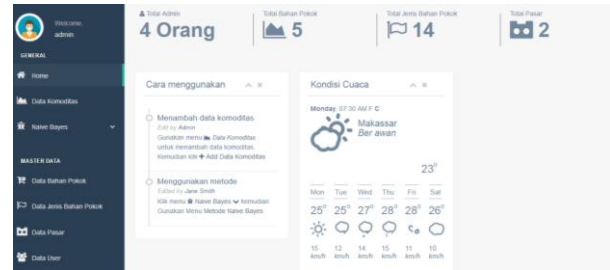 Welcome,
admin
GENERAL
Home
Data Komoditas
Naive Bayes
MASTER DATA
Data Bahan Pokok
Data Jenis Bahan Pokok
Data Pasar
Data User
Total Admin
4 Orang
Total Bahan Pokok
5
Total Jenis Bahan Pokok
14
Total Pasar
2
Cara menggunakan
Menambah data komoditas
Edit by Admin
Gunakan menu Data Komoditas
untuk menambah data komoditas.
Kemudian klik + Add Data Komoditas
Menggunakan metode
Edited by Jane Smith
Klik menu Naive Bayes kemudian
Gunakan Menu Metode Naive Bayes
Kondisi Cuaca
Monday, 07:30 AM F C
Makassar
Ber awan
23°
Mon Tue Wed Thu Fri Sat
25° 25° 27° 28° 28° 26°
15 12 14 15 11 10
km/h km/h km/h km/h km/h km/h